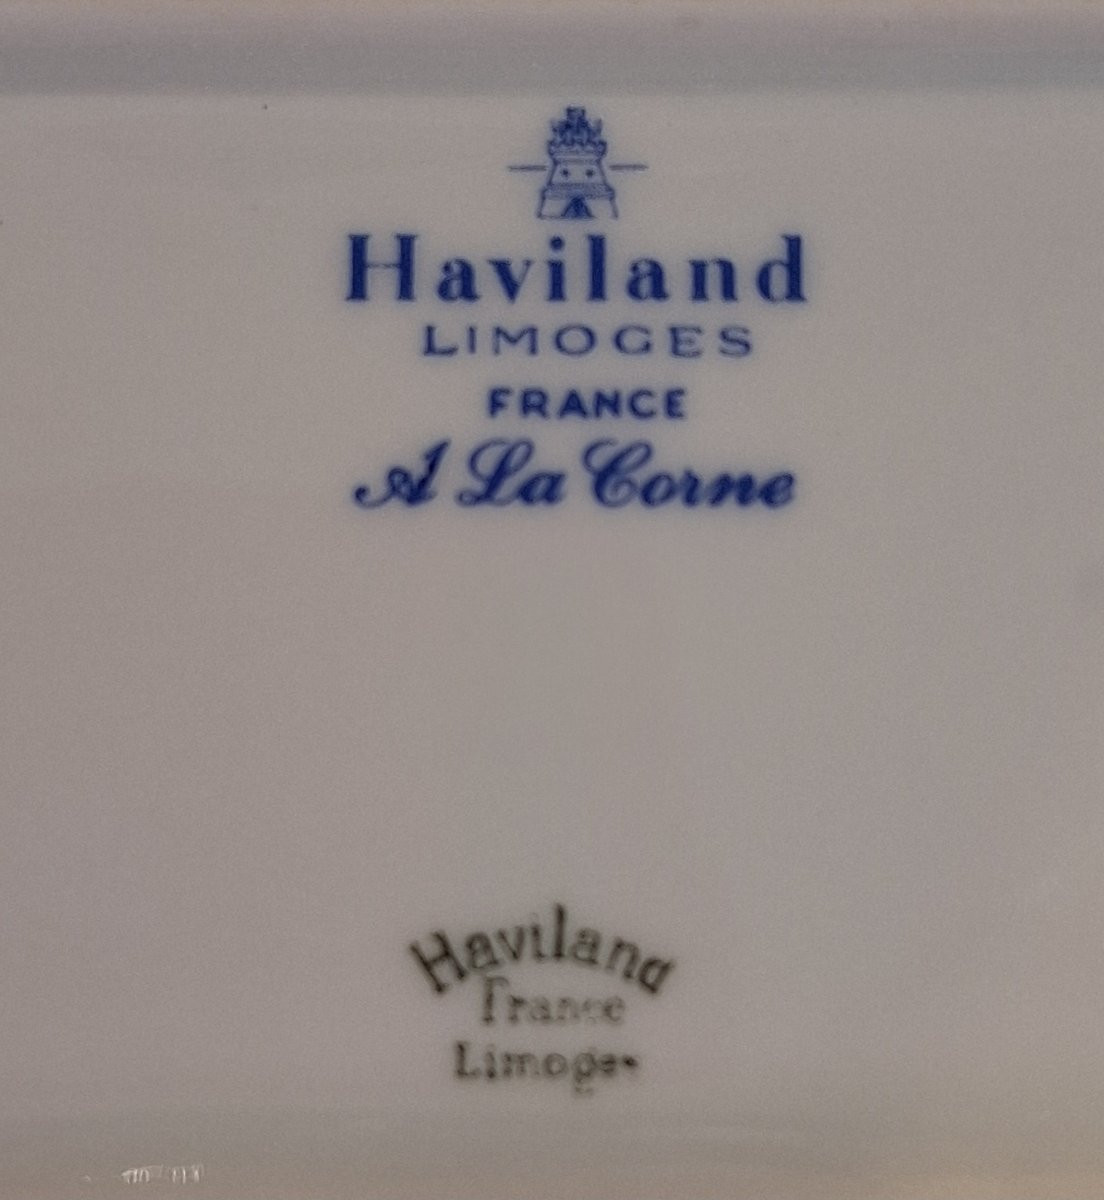 Haviland
LIMOGES
FRANCE
A La Corne
Haviland
France
Limoges